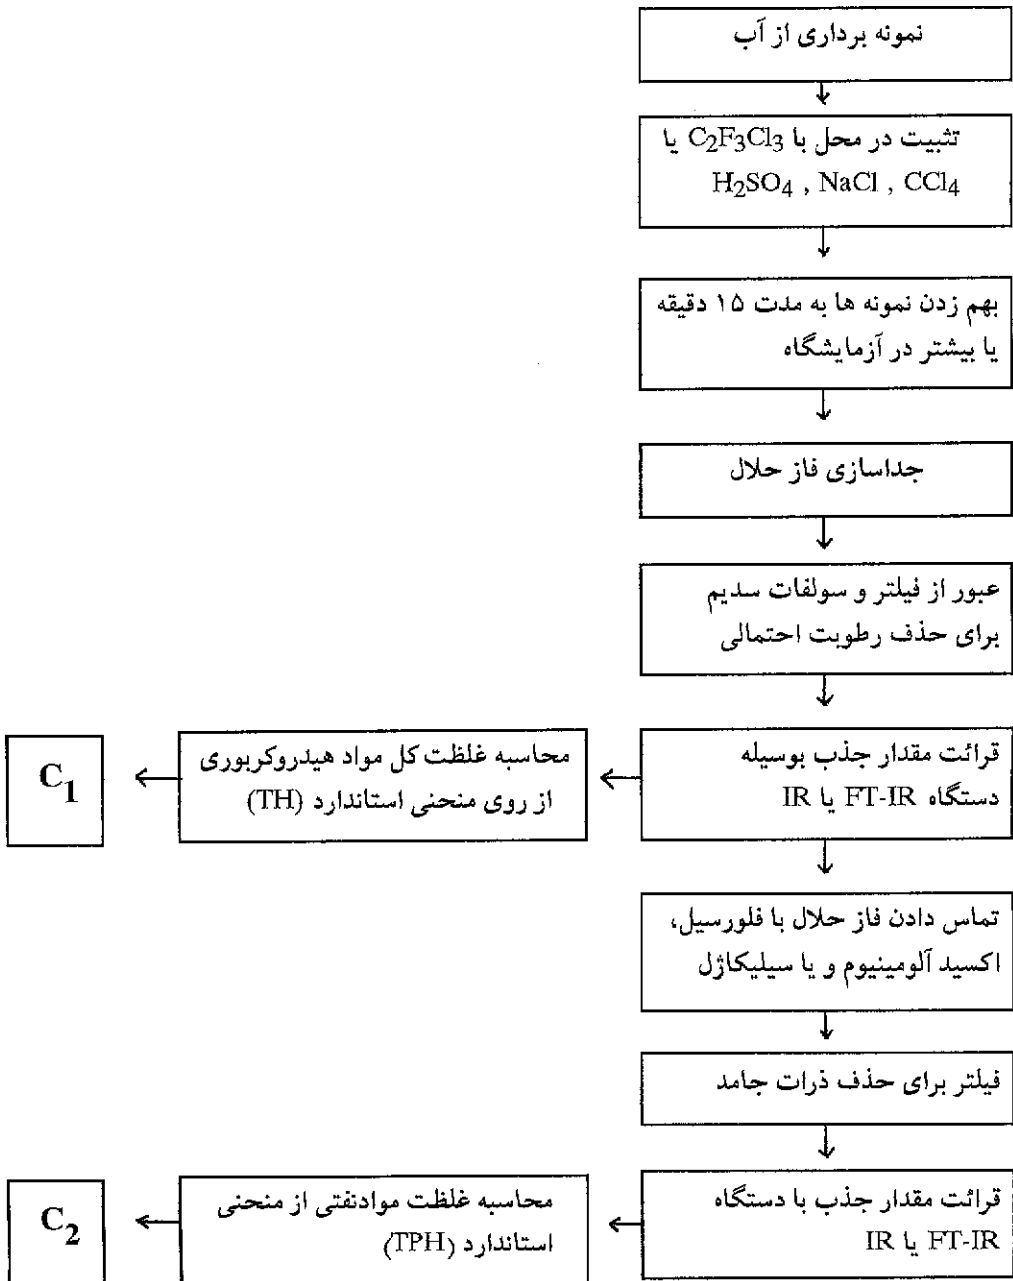 نمونه برداری از آب
تثبیت در محل با C2F3Cl3 یا
H2SO4 , NaCl , CCl4
بهم زدن نمونه ها به مدت ۱۵ دقیقه
یا بیشتر در آزمایشگاه
جداسازی فاز حلال
عبور از فیلتر و سولفات سدیم
برای حذف رطوبت احتمالی
قرائت مقدار جذب بوسیله
دستگاه FT-IR یا IR
محاسبه غلظت کل مواد هیدروکربوری
از روی منحنی استاندارد (TH)
C1
تماس دادن فاز حلال با فلورسیل،
اکسید آلومینیوم و یا سیلیکاژل
فیلتر برای حذف ذرات جامد
قرائت مقدار جذب با دستگاه
FT-IR یا IR
محاسبه غلظت موادنفتی از منحنی
استاندارد (TPH)
C2